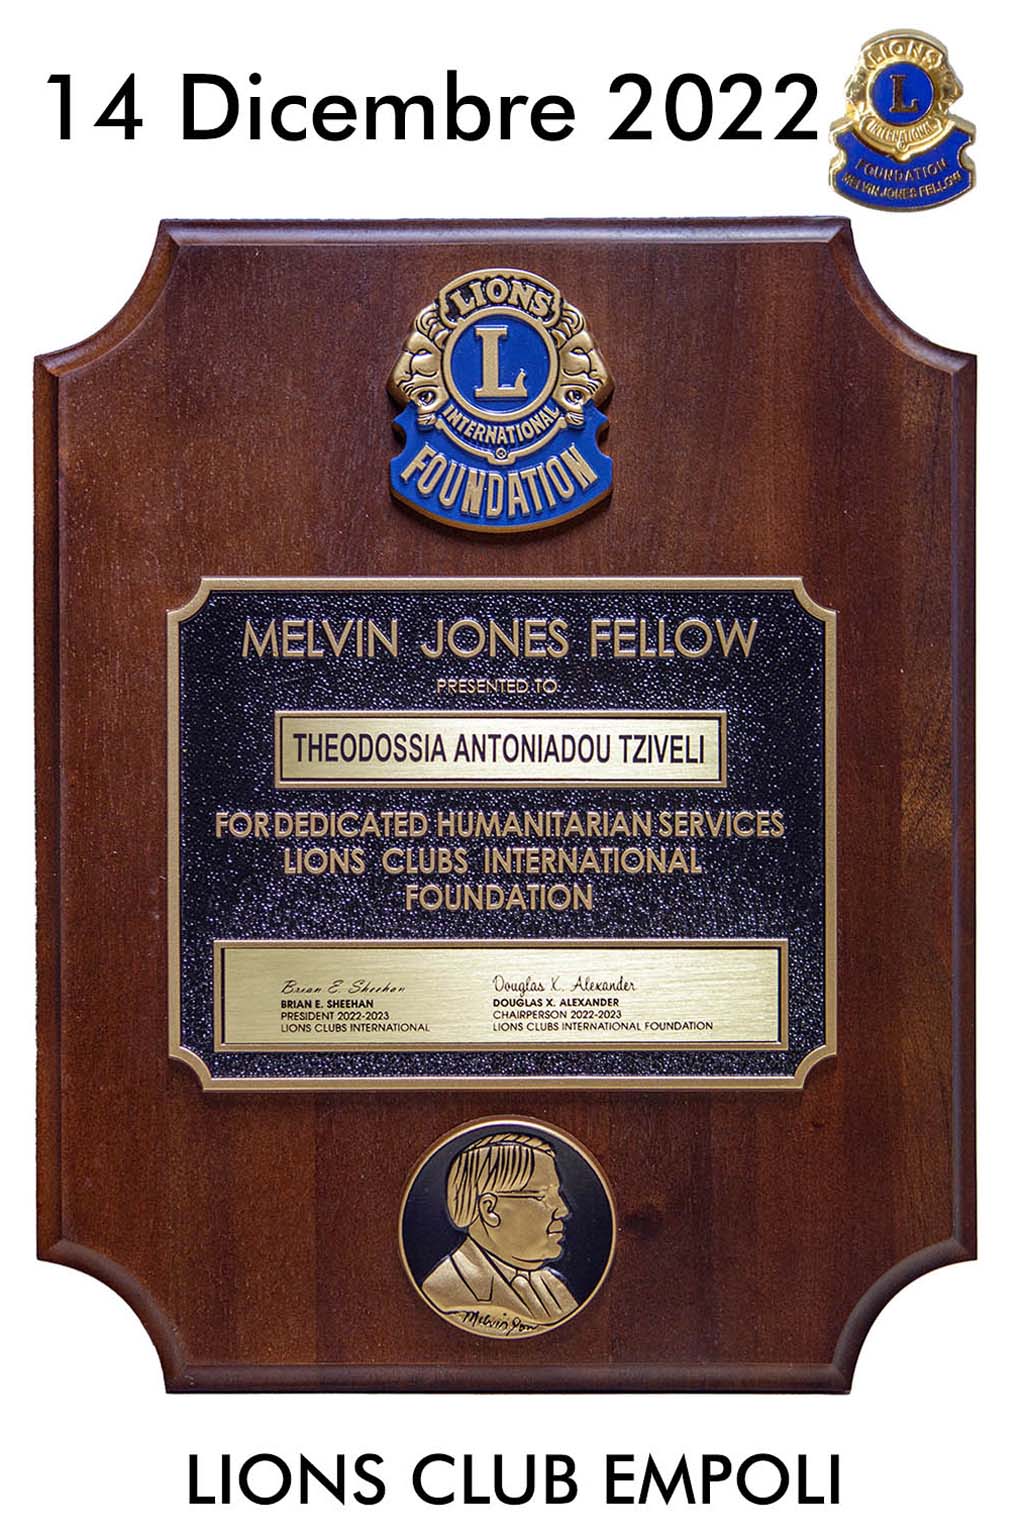 14 Dicembre 2022
LIONS
L
INTERNATIONAL
FOUNDATION
MELVIN JONES FELLOW
LIONS
L
INTERNATIONAL
FOUNDATION
MELVIN JONES FELLOW
PRESENTED TO
THEODOSSIA ANTONIADOU TZIVELI
FOR DEDICATED HUMANITARIAN SERVICES
LIONS CLUBS INTERNATIONAL
FOUNDATION
Brian E. Sheehan
BRIAN E. SHEEHAN
PRESIDENT 2022-2023
LIONS CLUBS INTERNATIONAL
Douglas X. Alexander
DOUGLAS X. ALEXANDER
CHAIRPERSON 2022-2023
LIONS CLUBS INTERNATIONAL FOUNDATION
Melvin Jones
LIONS CLUB EMPOLI